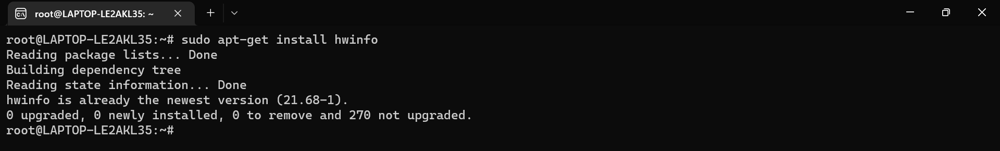 root@LAPTOP-LE2AKL35: ~
root@LAPTOP-LE2AKL35:~# sudo apt-get install hwinfo
Reading package lists... Done
Building dependency tree
Reading state information... Done
hwinfo is already the newest version (21.68-1).
0 upgraded, 0 newly installed, 0 to remove and 270 not upgraded.
root@LAPTOP-LE2AKL35:~#